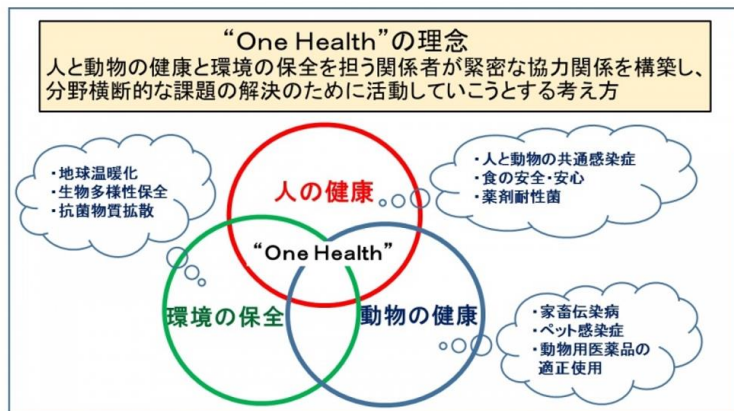 “One Health”の理念
人と動物の健康と環境の保全を担う関係者が緊密な協力関係を構築し、
分野横断的な課題の解決のために活動していこうとする考え方
・地球温暖化
・生物多様性保全
・抗菌物質拡散
人の健康
・人と動物の共通感染症
・食の安全・安心
・薬剤耐性菌
“One Health”
環境の保全
動物の健康
・家畜伝染病
・ペット感染症
・動物用医薬品の
適正使用